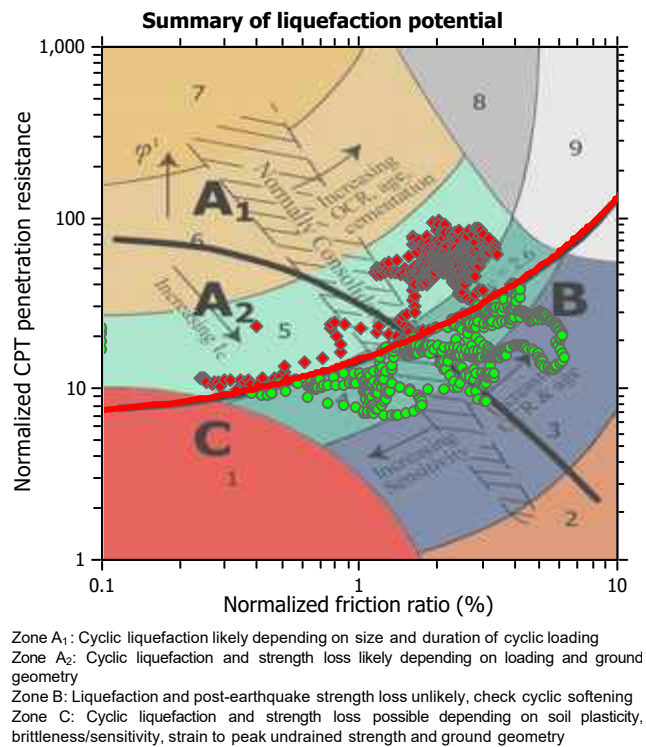 Summary of liquefaction potential
1,000
7
8
9
φ'
Increasing
OCR, age,
cementation
Normally Consolidated
A₁
100
6
A₂
Increasing Ic
5
B
10
4
OCR & age
C
3
Increasing
Sensitivity
1
2
1
0.1
1
10
Normalized CPT penetration resistance
Normalized friction ratio (%)
Zone A₁: Cyclic liquefaction likely depending on size and duration of cyclic loading
Zone A₂: Cyclic liquefaction and strength loss likely depending on loading and ground
geometry
Zone B: Liquefaction and post-earthquake strength loss unlikely, check cyclic softening
Zone C: Cyclic liquefaction and strength loss possible depending on soil plasticity,
brittleness/sensitivity, strain to peak undrained strength and ground geometry